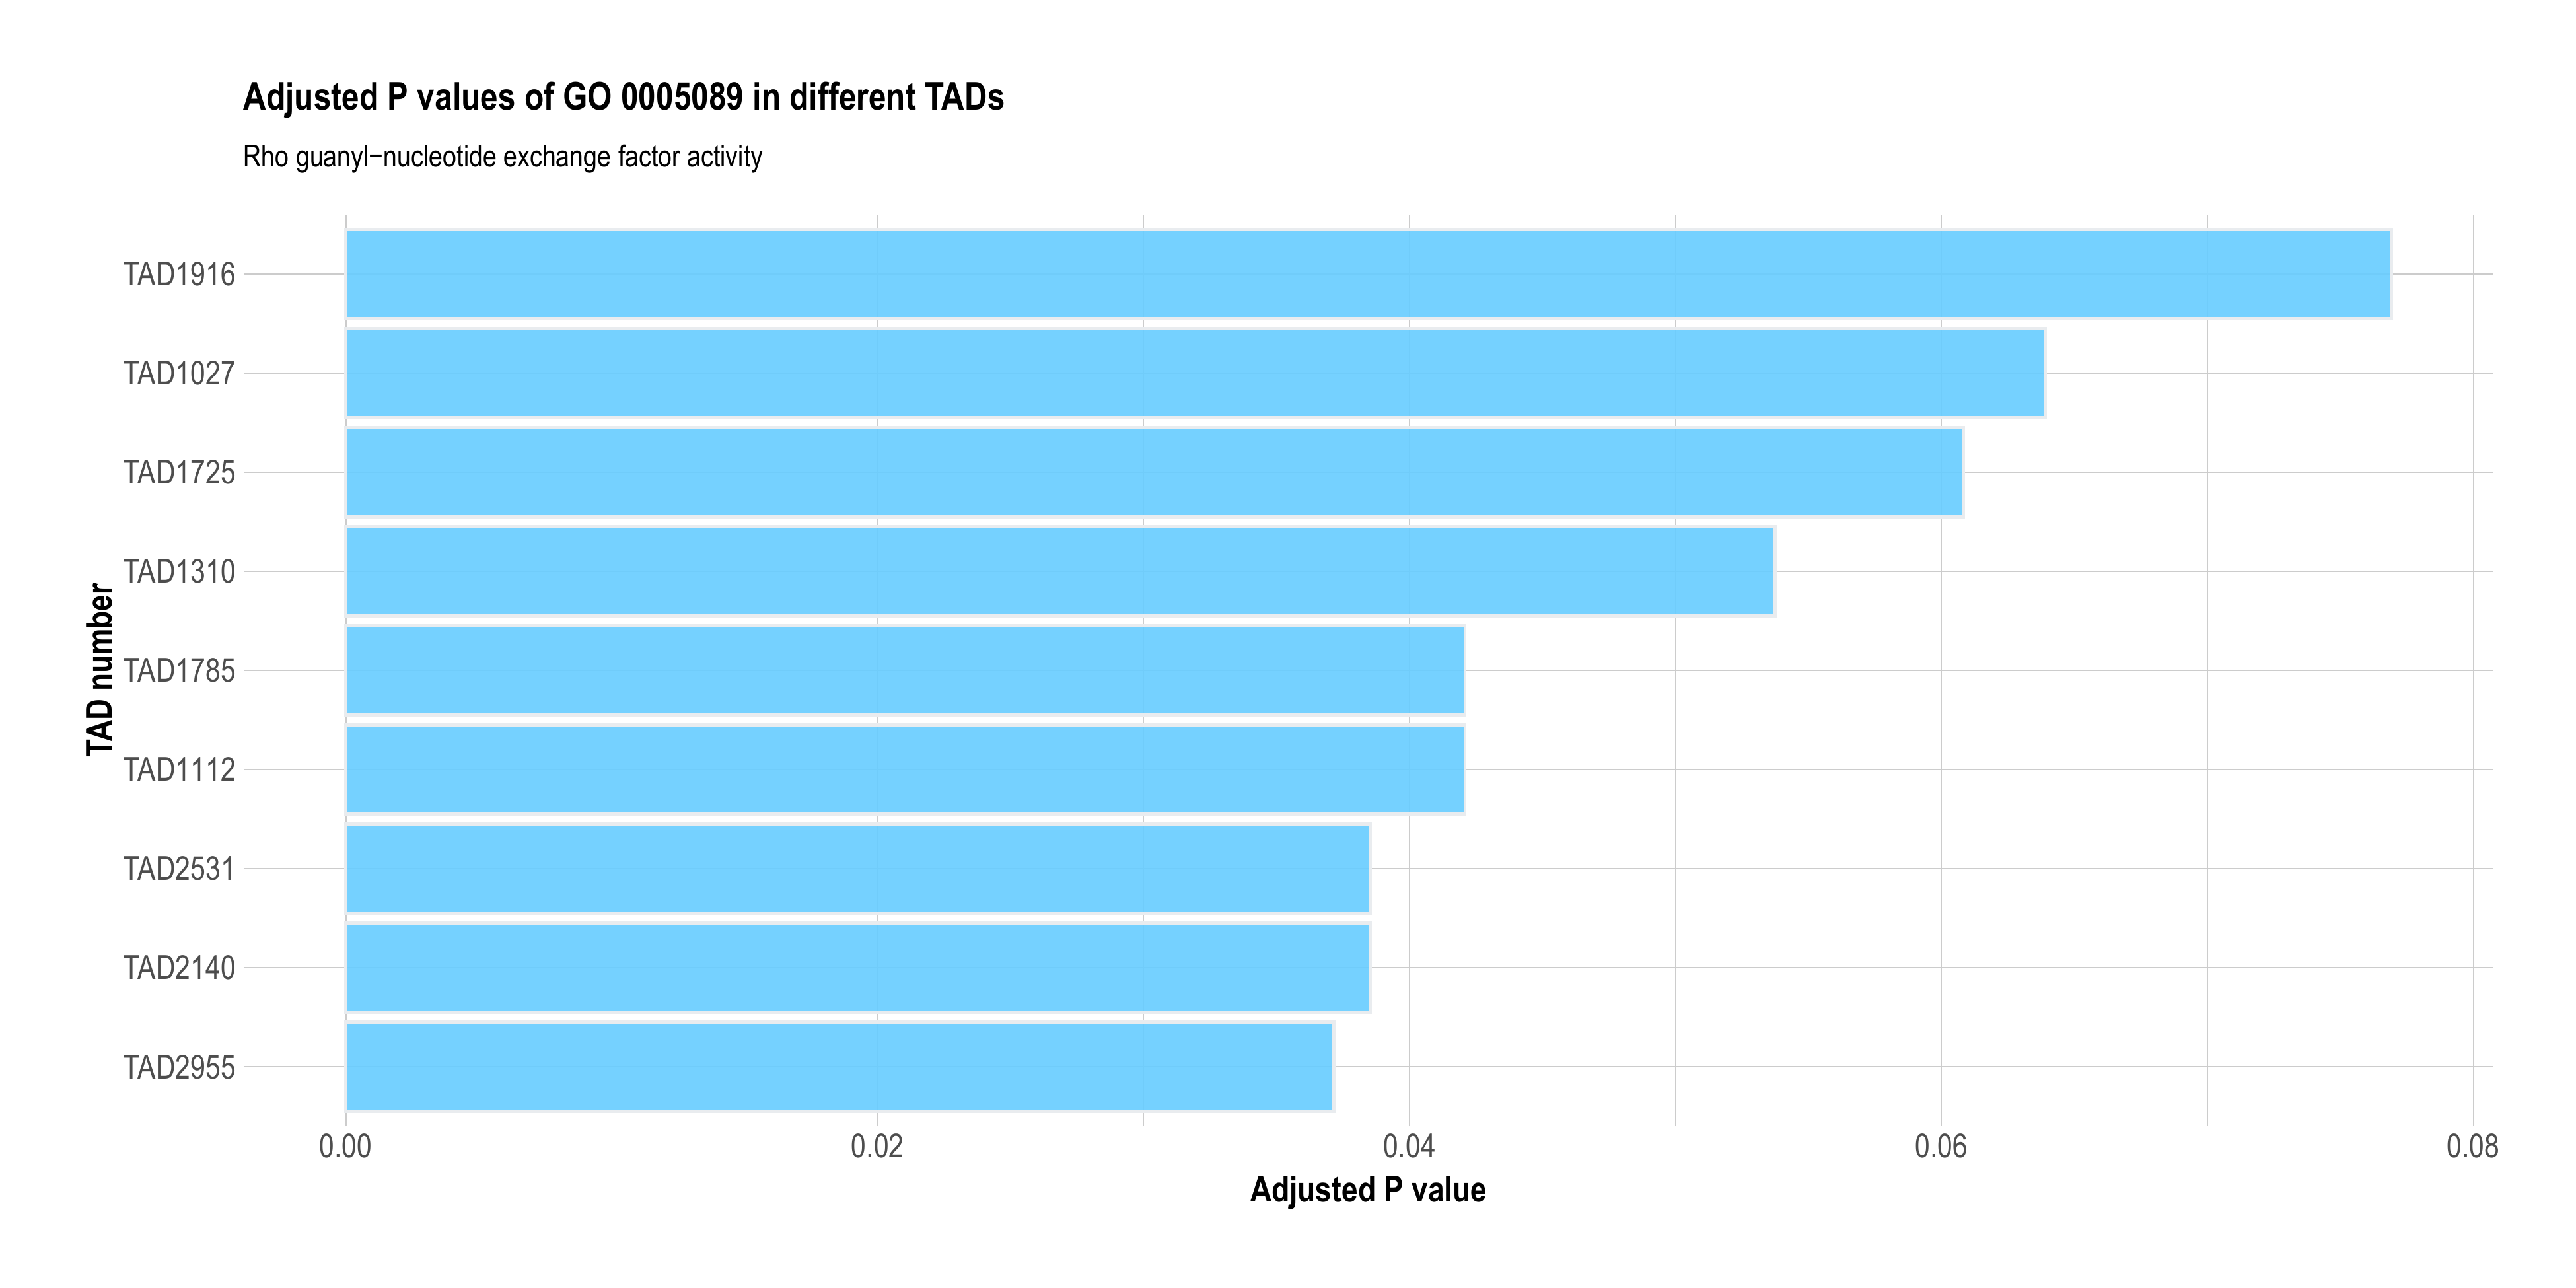 Adjusted P values of GO 0005089 in different TADs
Rho guanyl−nucleotide exchange factor activity
TAD number
TAD1916
TAD1027
TAD1725
TAD1310
TAD1785
TAD1112
TAD2531
TAD2140
TAD2955
0.00 0.02 0.04 0.06 0.08
Adjusted P value